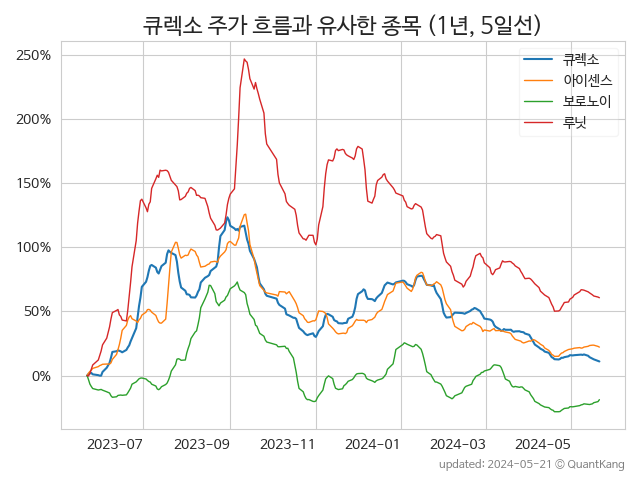 큐렉소 주가 흐름과 유사한 종목 (1년, 5일선)
250%
200%
150%
100%
50%
0%
큐렉소
아이센스
보로노이
루닛
2023-07
2023-09
2023-11
2024-01
2024-03
2024-05
updated: 2024-05-21 © QuantKang